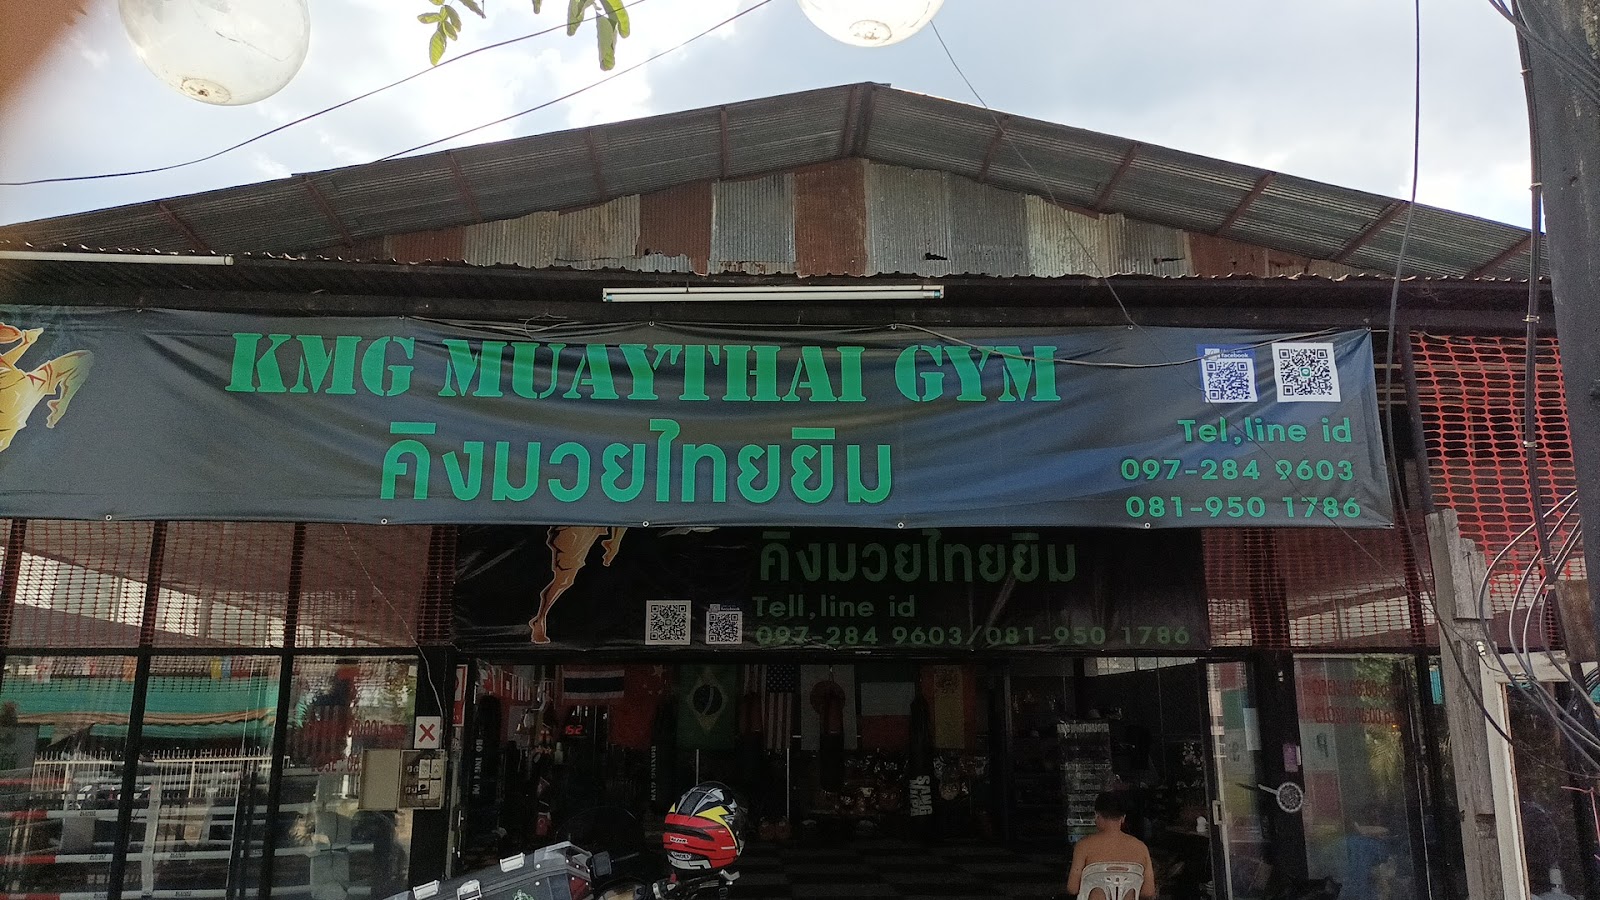 KMG MUAYTHAI GYM
คิงมวยไทยยิม
facebook
Tel,line id
097-284 9603
081-950 1786
คิงมวยไทยยิม
Tell,line id
097-284 9603/081-950 1786